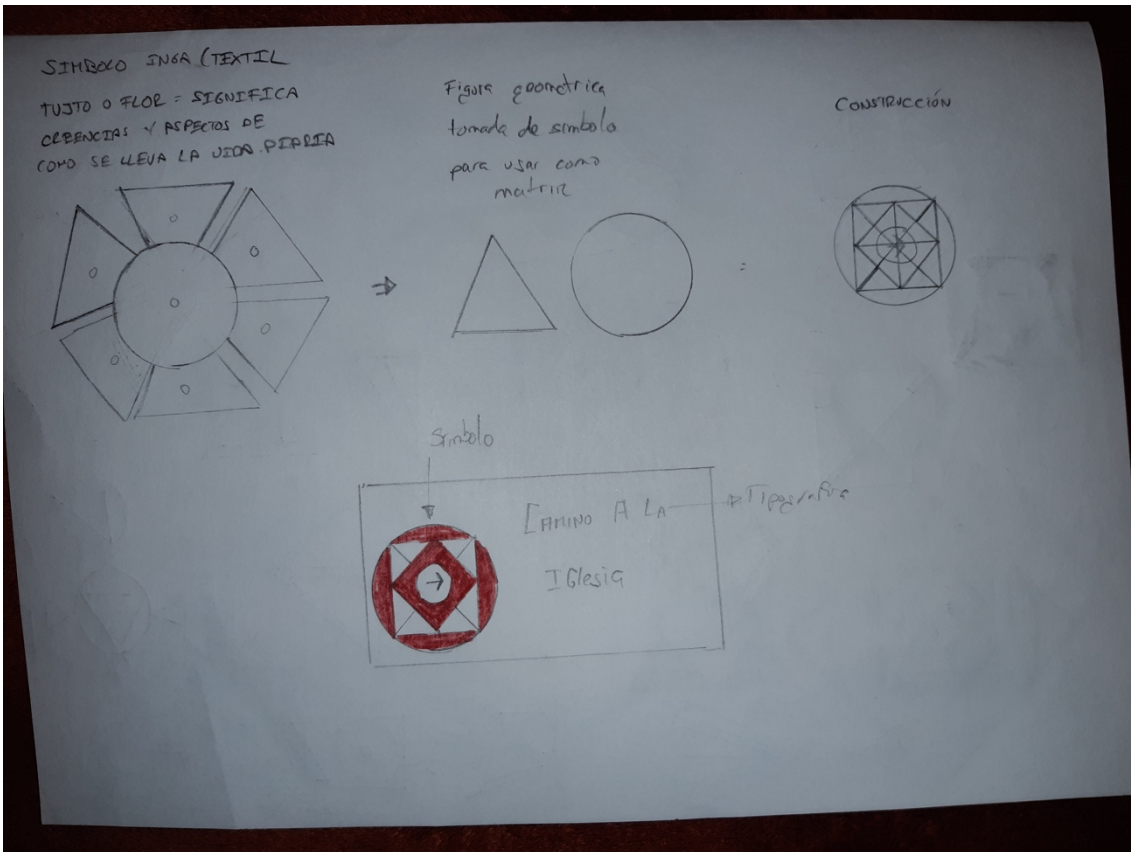 SIMBOLO INGA (TEXTIL
TUJTO O FLOR = SIGNIFICA
CREENCIAS Y ASPECTOS DE
COMO SE LLEVA LA VIDA DIARIA
Figura geometrica
tomada de simbolo
para usar como
matriz
CONSTRUCCIÓN
=
Simbolo
CAMINO A LA
Tipografia
IGlesia